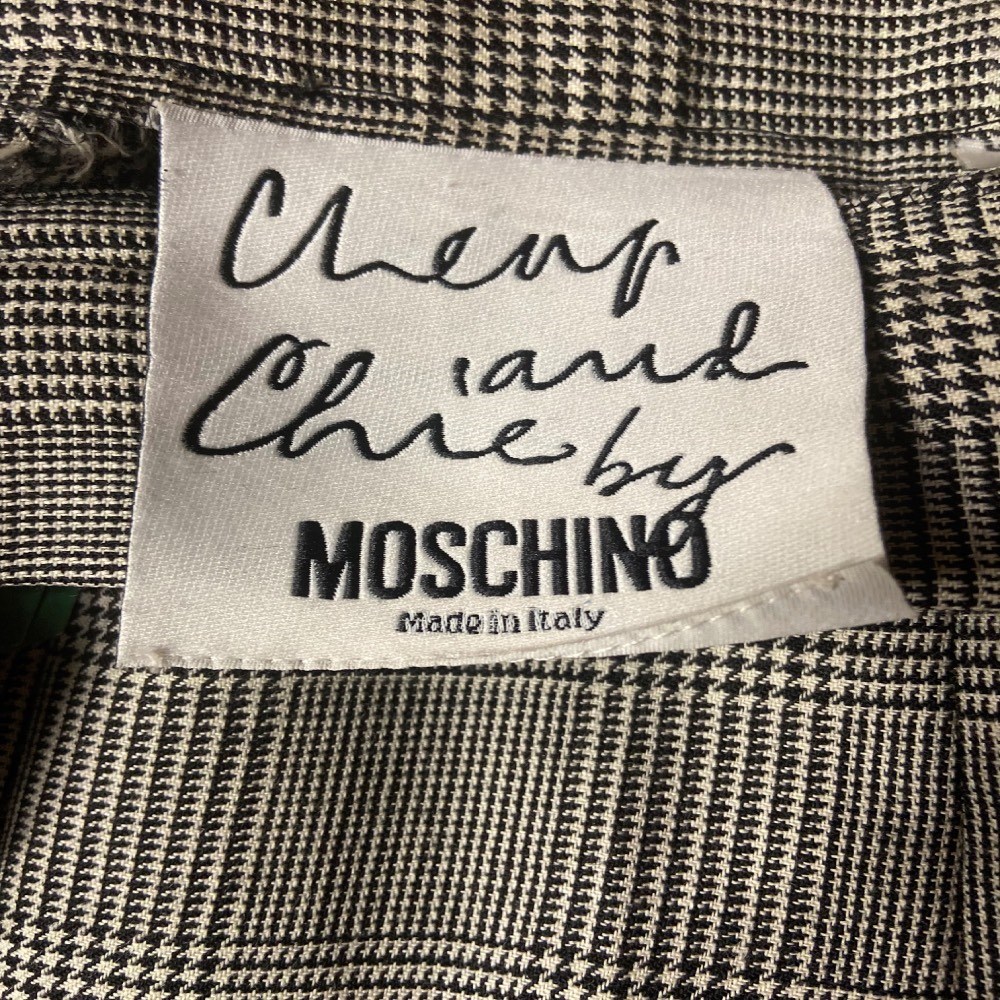 Cheap
and
Chic by
MOSCHINO
Made in Italy